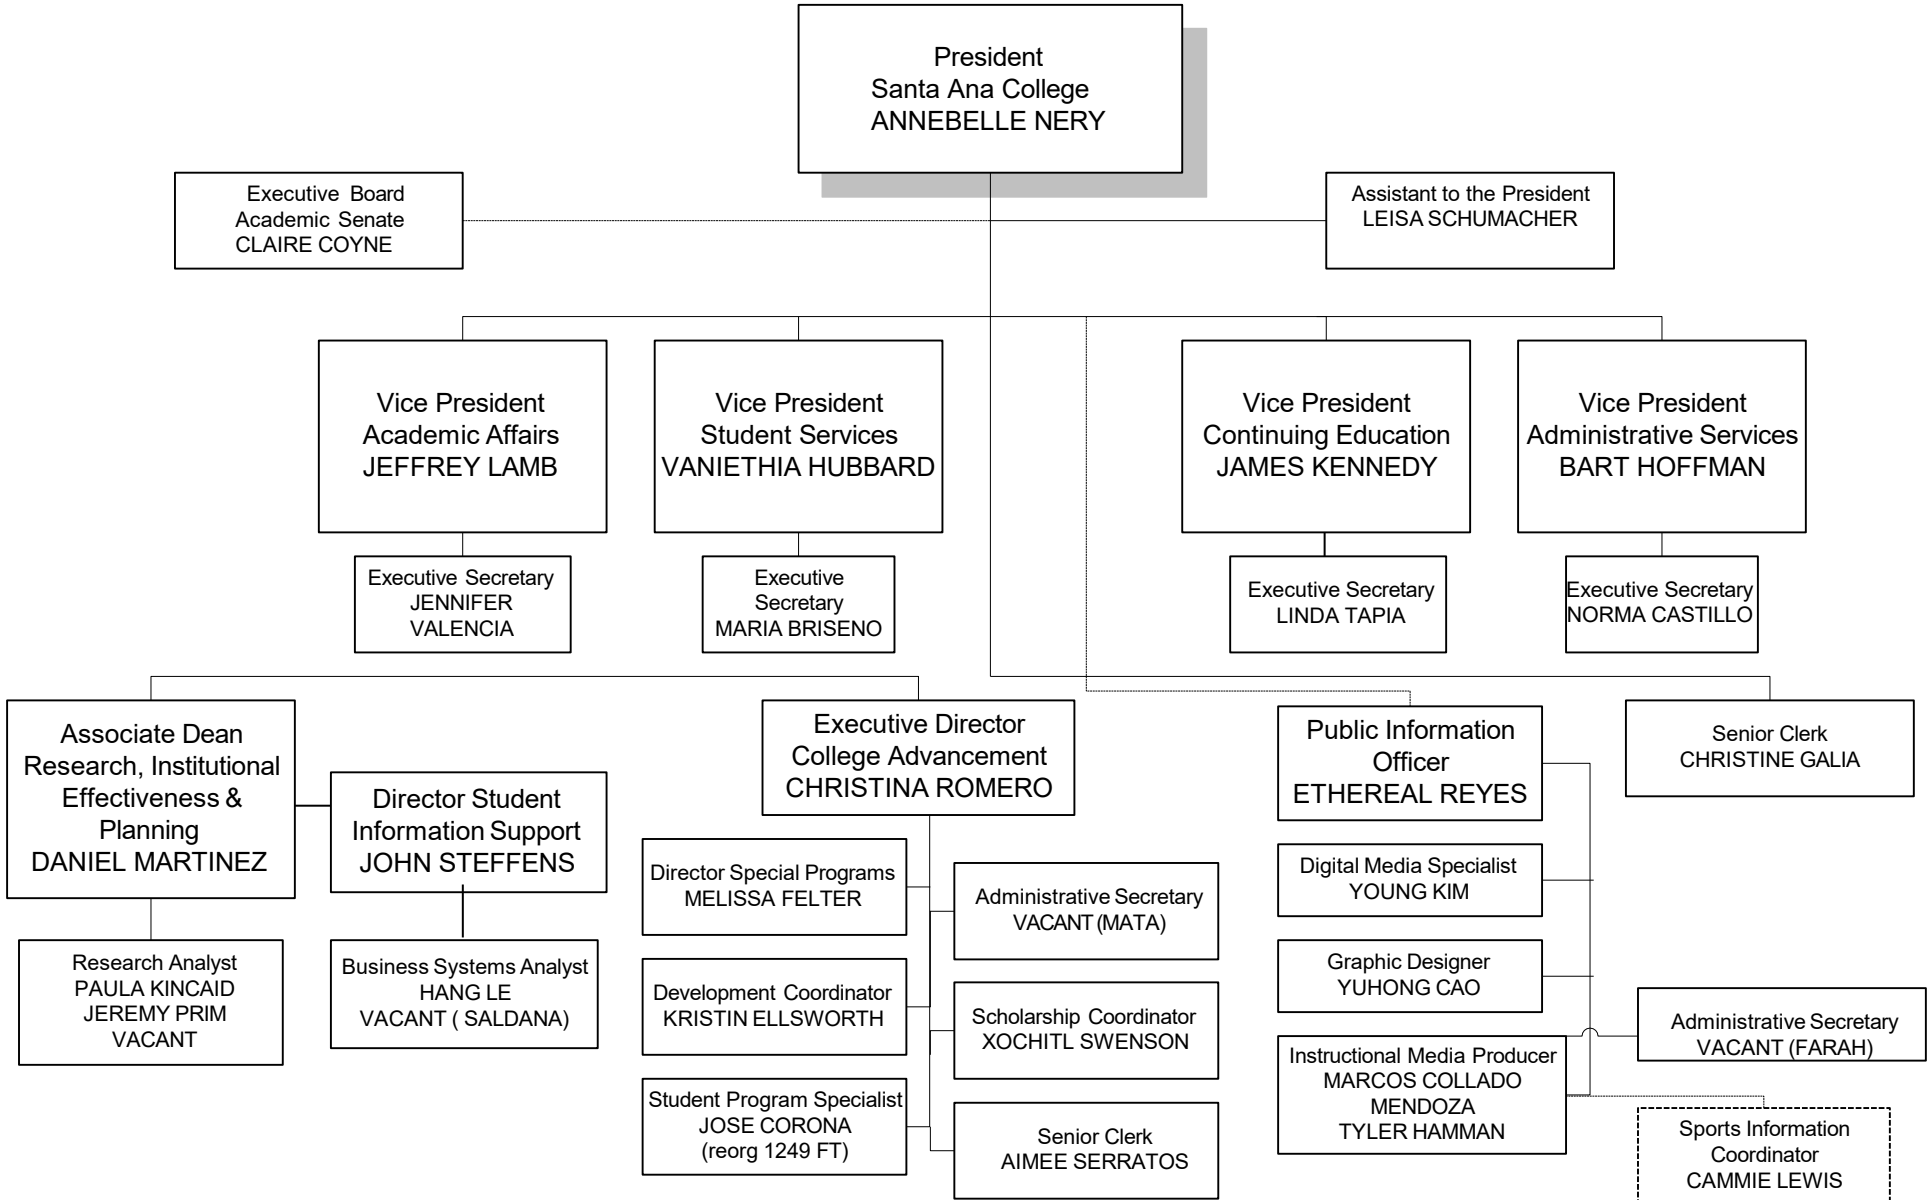 President
Santa Ana College
ANNEBELLE NERY
Executive Board
Academic Senate
CLAIRE COYNE
Assistant to the President
LEISA SCHUMACHER
Vice President
Academic Affairs
JEFFREY LAMB
Vice President
Student Services
VANIETHIA HUBBARD
Vice President
Continuing Education
JAMES KENNEDY
Vice President
Administrative Services
BART HOFFMAN
Executive Secretary
JENNIFER
VALENCIA
Executive
Secretary
MARIA BRISENO
Executive Secretary
LINDA TAPIA
Executive Secretary
NORMA CASTILLO
Associate Dean
Research, Institutional
Effectiveness &
Planning
DANIEL MARTINEZ
Director Student
Information Support
JOHN STEFFENS
Research Analyst
PAULA KINCAID
JEREMY PRIM
VACANT
Business Systems Analyst
HANG LE
VACANT ( SALDANA)
Executive Director
College Advancement
CHRISTINA ROMERO
Director Special Programs
MELISSA FELTER
Administrative Secretary
VACANT (MATA)
Development Coordinator
KRISTIN ELLSWORTH
Scholarship Coordinator
XOCHITL SWENSON
Student Program Specialist
JOSE CORONA
(reorg 1249 FT)
Senior Clerk
AIMEE SERRATOS
Public Information
Officer
ETHEREAL REYES
Digital Media Specialist
YOUNG KIM
Graphic Designer
YUHONG CAO
Instructional Media Producer
MARCOS COLLADO
MENDOZA
TYLER HAMMAN
Senior Clerk
CHRISTINE GALIA
Administrative Secretary
VACANT (FARAH)
Sports Information
Coordinator
CAMMIE LEWIS